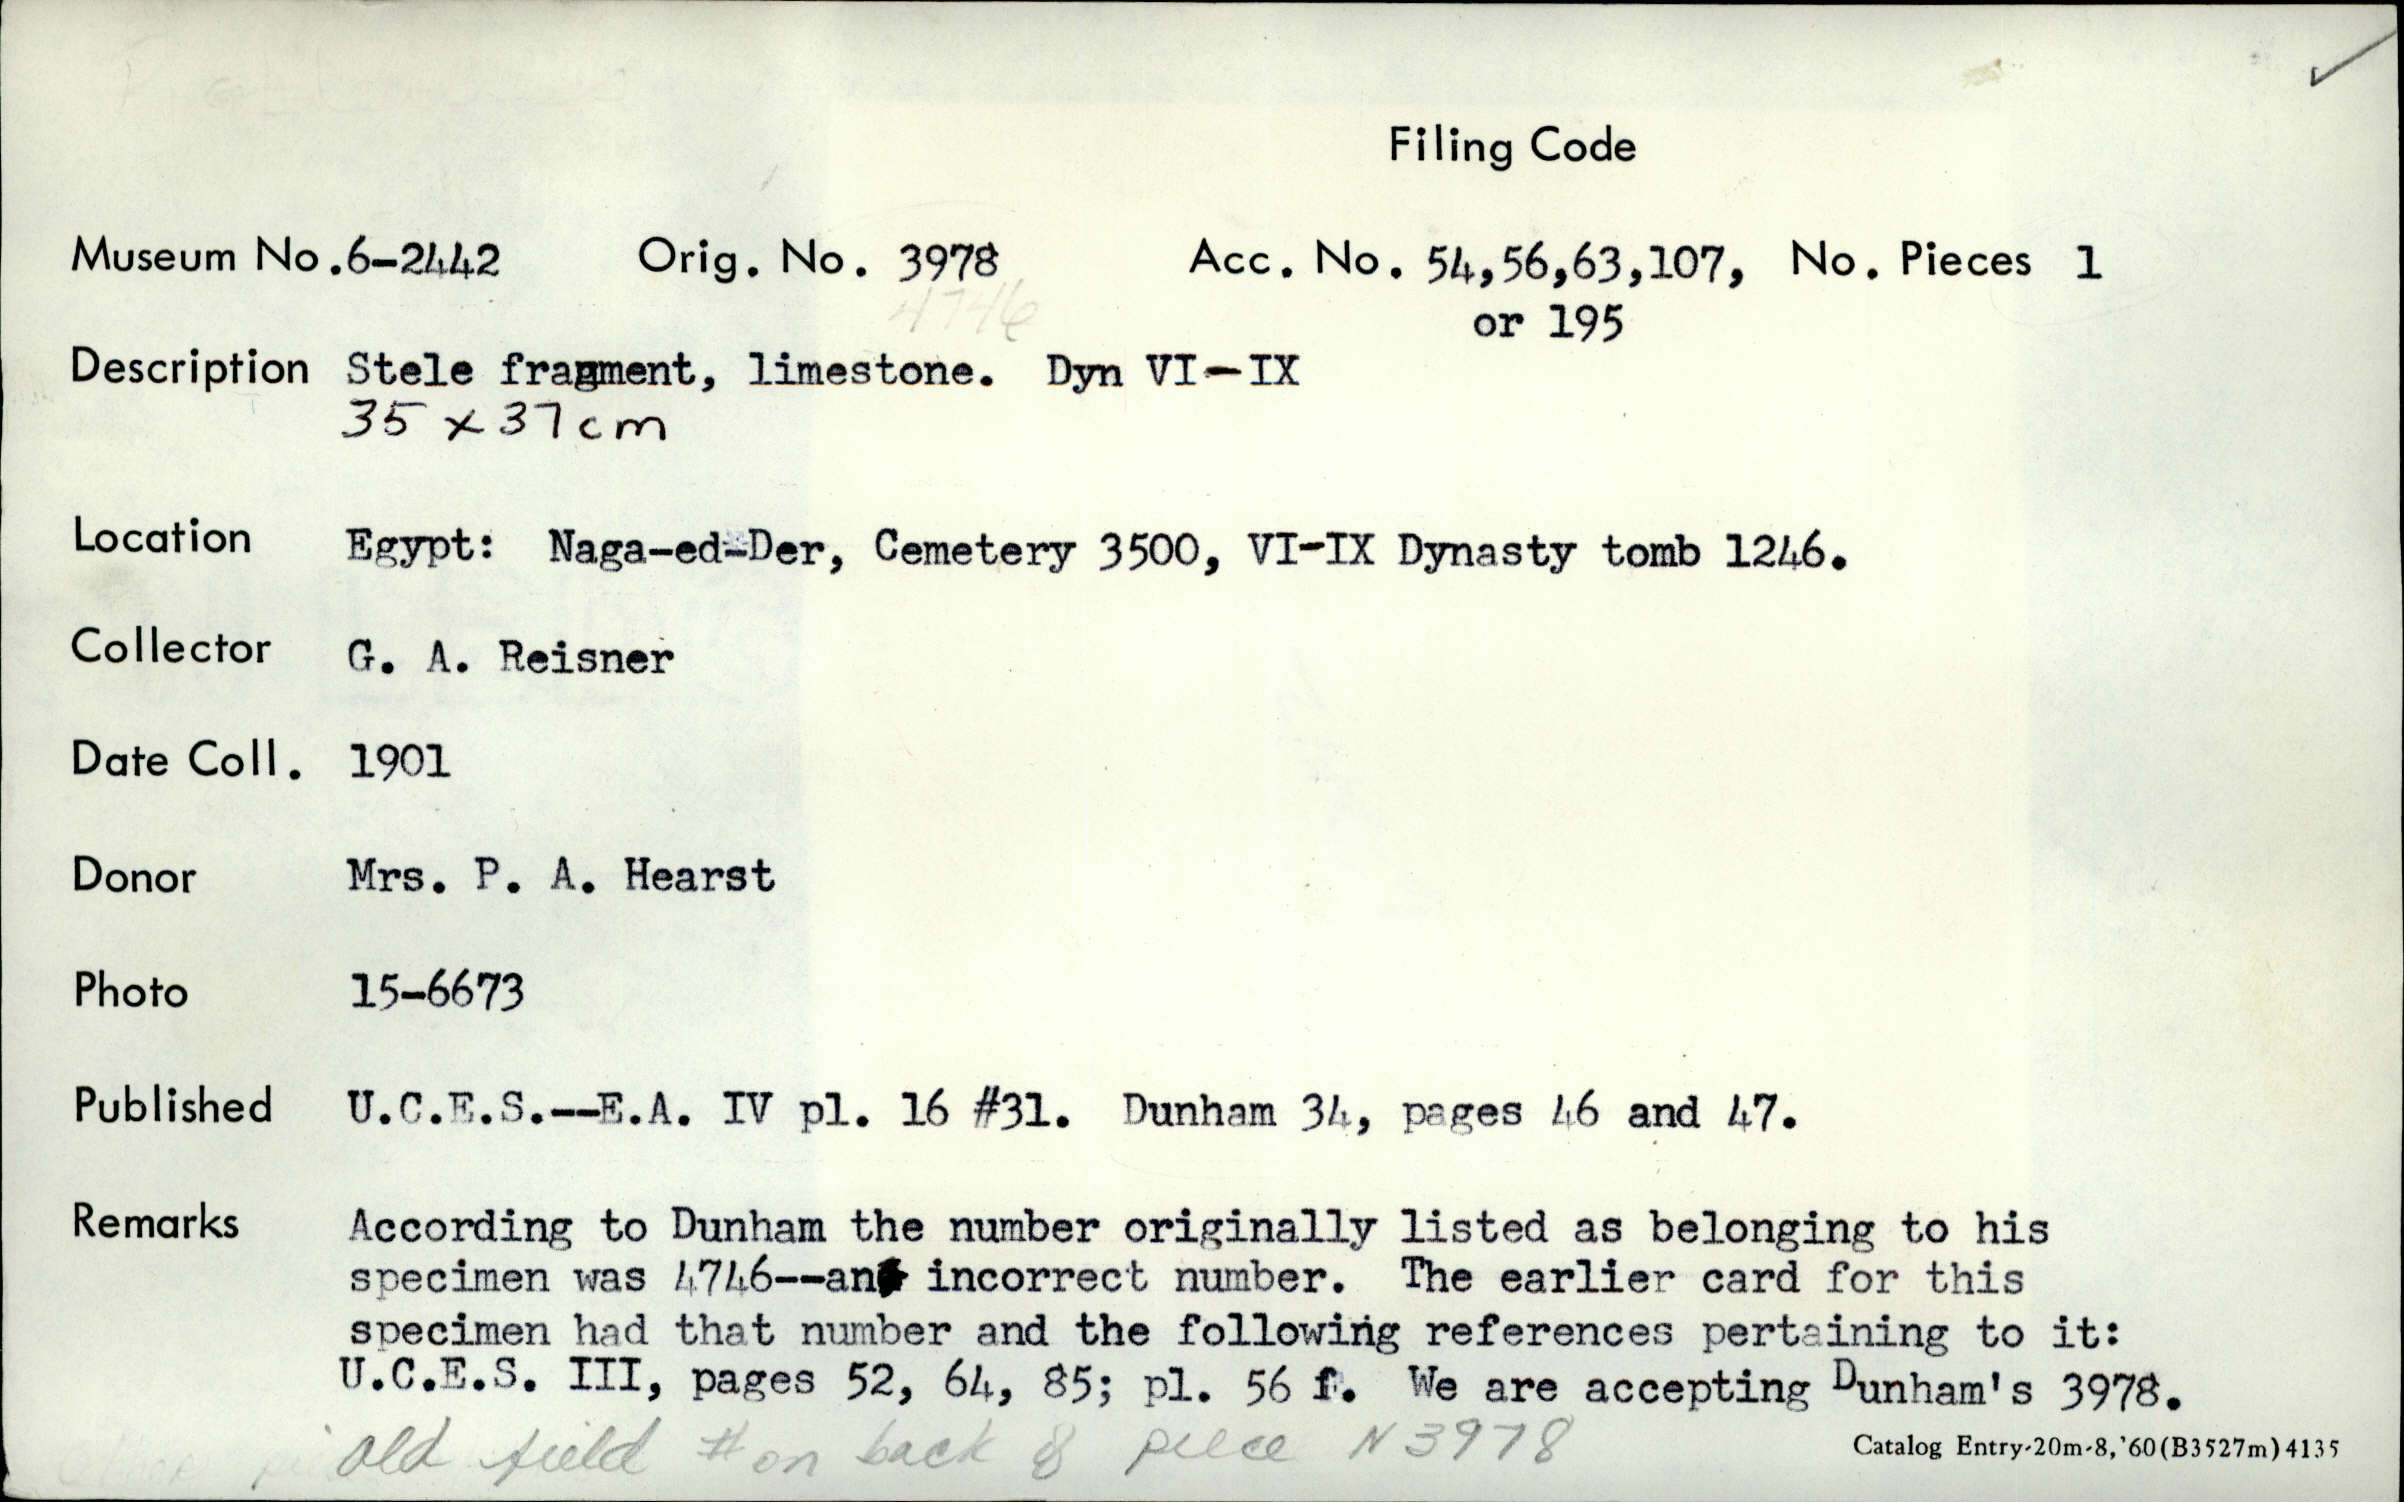 Filing Code
Museum No. 6-2442 Orig. No. 3978 Acc. No. 54,56,63,107, No. Pieces 1
4746 or 195
Description Stele fragment, limestone. Dyn VI-IX
35 x 37cm
Location Egypt: Naga-ed-Der, Cemetery 3500, VI-IX Dynasty tomb 1246.
Collector G. A. Reisner
Date Coll. 1901
Donor Mrs. P. A. Hearst
Photo 15-6673
Published U.C.E.S.--E.A. IV pl. 16 #31. Dunham 34, pages 46 and 47.
Remarks According to Dunham the number originally listed as belonging to his
specimen was 4746--an incorrect number. The earlier card for this
specimen had that number and the following references pertaining to it:
U.C.E.S. III, pages 52, 64, 85; pl. 56 f. We are accepting Dunham's 3978.
old field # on back of piece N 3978
Catalog Entry-20m-8,'60(B3527m)4135